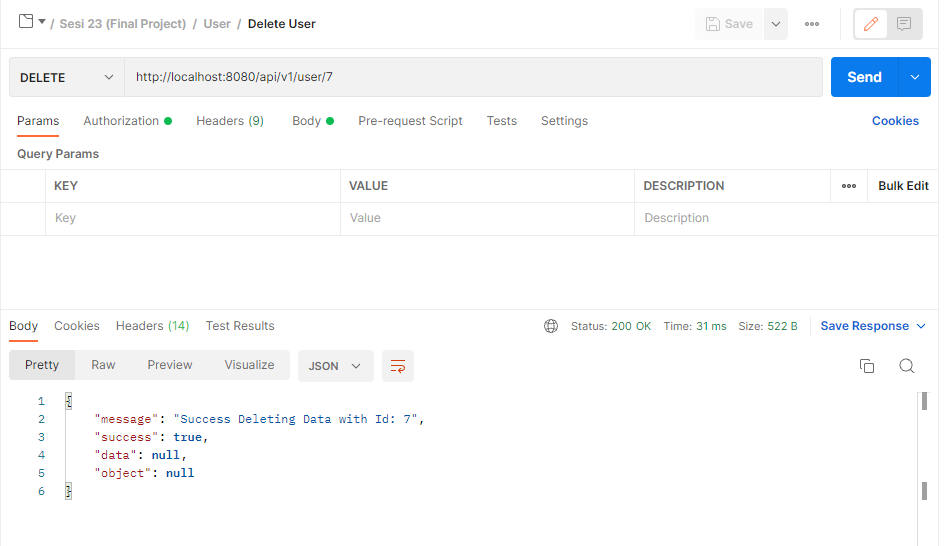 / Sesi 23 (Final Project) / User / Delete User
Save
DELETE
http://localhost:8080/api/v1/user/7
Send
Params Authorization Headers (9) Body Pre-request Script Tests Settings Cookies
Query Params
KEY VALUE DESCRIPTION Bulk Edit
Key Value Description
Body Cookies Headers (14) Test Results Status: 200 OK Time: 31 ms Size: 522 B Save Response
Pretty Raw Preview Visualize JSON
1 {
2 "message": "Success Deleting Data with Id: 7",
3 "success": true,
4 "data": null,
5 "object": null
6 }